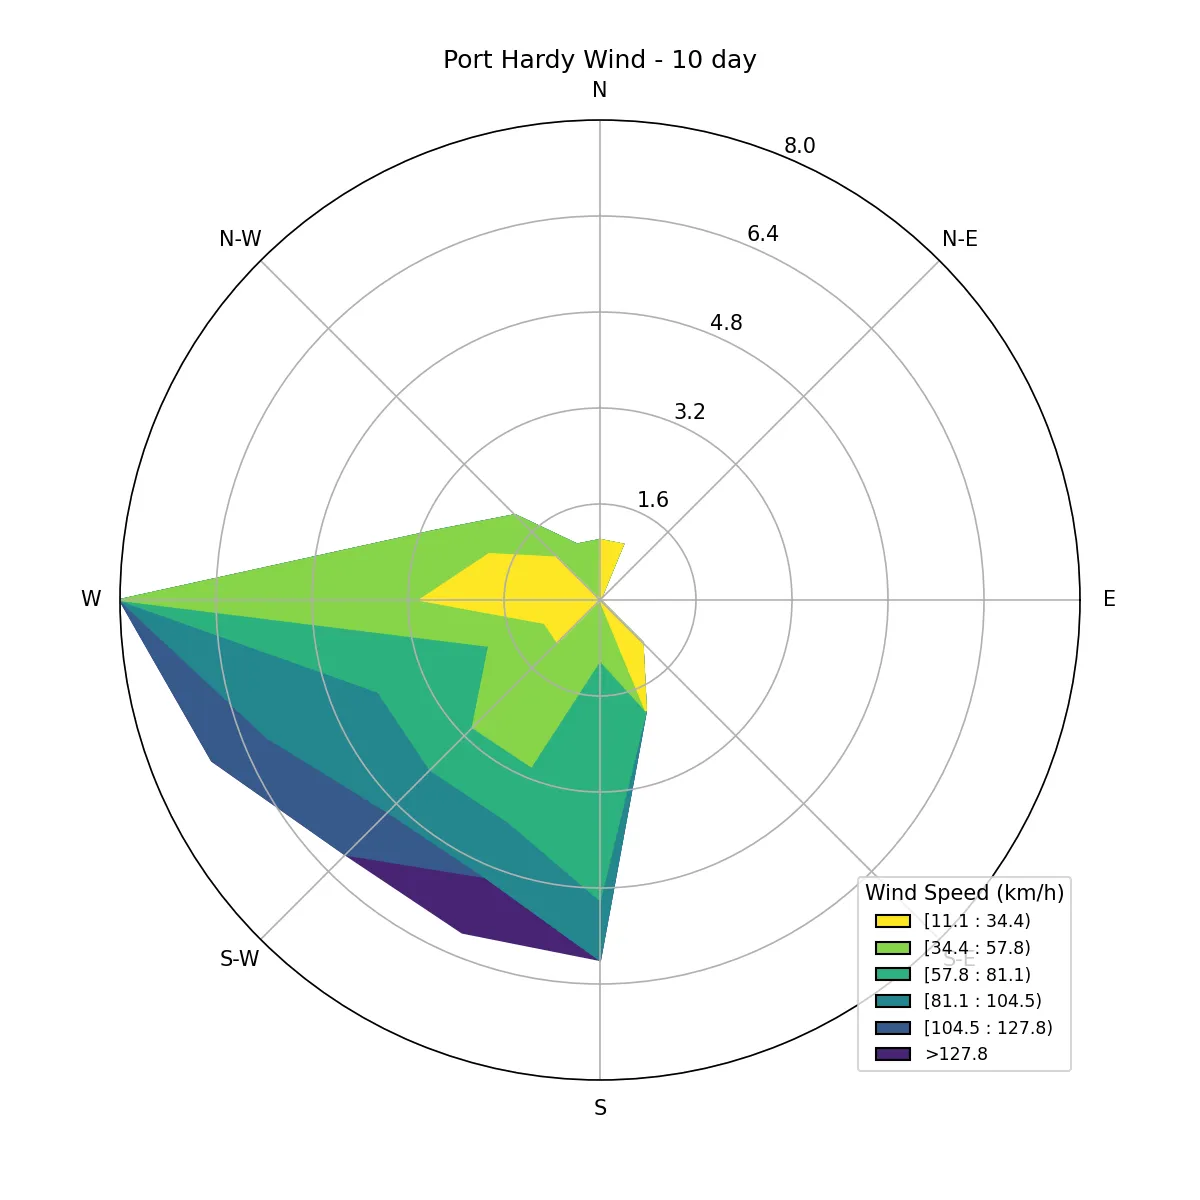 Port Hardy Wind - 10 day
N
8.0
N-W
N-E
6.4
4.8
3.2
1.6
W
E
Wind Speed (km/h)
[11.1 : 34.4)
[34.4 : 57.8)
S-W
S-E
[57.8 : 81.1)
[81.1 : 104.5)
[104.5 : 127.8)
>127.8
S